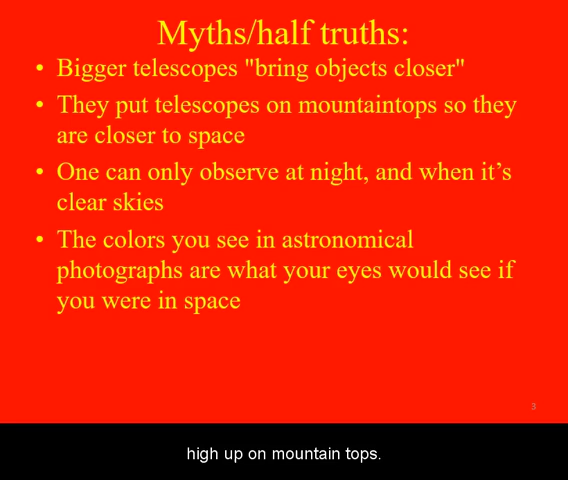 Myths/half truths:
• Bigger telescopes "bring objects closer"
• They put telescopes on mountaintops so they
are closer to space
• One can only observe at night, and when it’s
clear skies
• The colors you see in astronomical
photographs are what your eyes would see if
you were in space
3
high up on mountain tops.